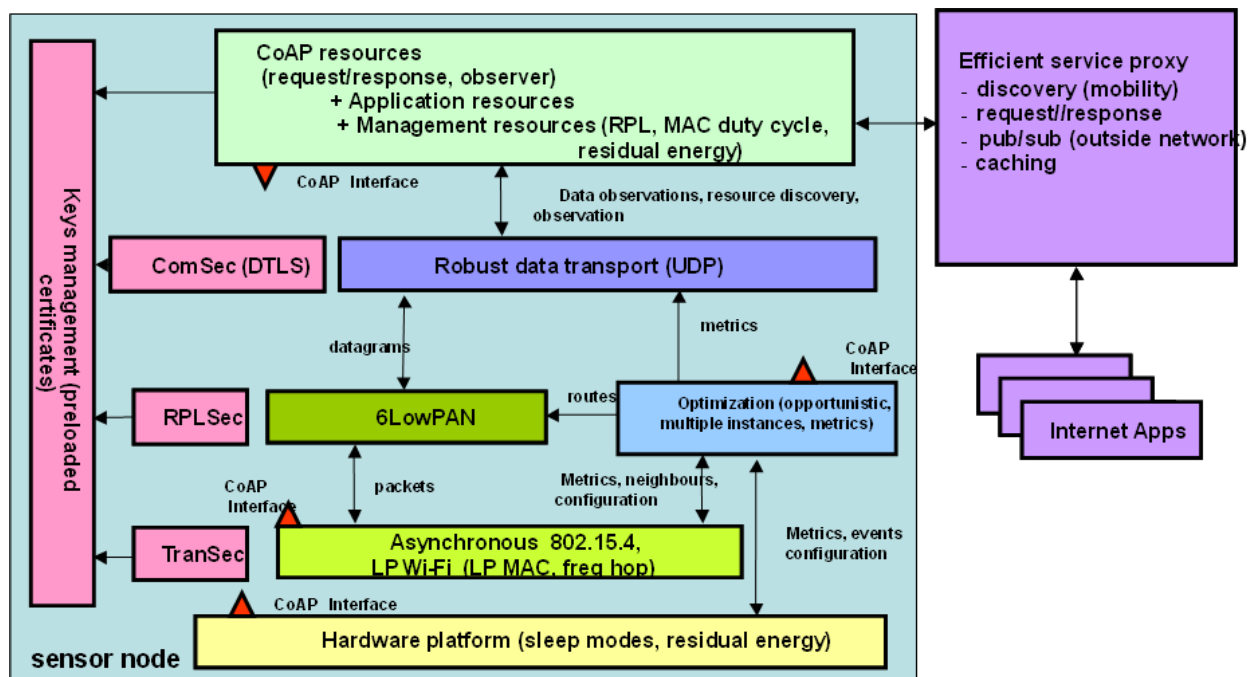 CoAP resources
(request/response, observer)
+ Application resources
+ Management resources (RPL, MAC duty cycle,
residual energy)
CoAP Interface
Data observations, resource discovery,
observation
Efficient service proxy
- discovery (mobility)
- request//response
- pub/sub (outside network)
- caching
Keys management (preloaded
certificates)
ComSec (DTLS)
Robust data transport (UDP)
datagrams
metrics
CoAP
Interface
RPLSec
6LowPAN
routes
Optimization (opportunistic,
multiple instances, metrics)
Internet Apps
CoAP
Interface
packets
Metrics, neighbours,
configuration
Metrics, events
configuration
TranSec
Asynchronous 802.15.4,
LP Wi-Fi (LP MAC, freq hop)
CoAP Interface
Hardware platform (sleep modes, residual energy)
sensor node